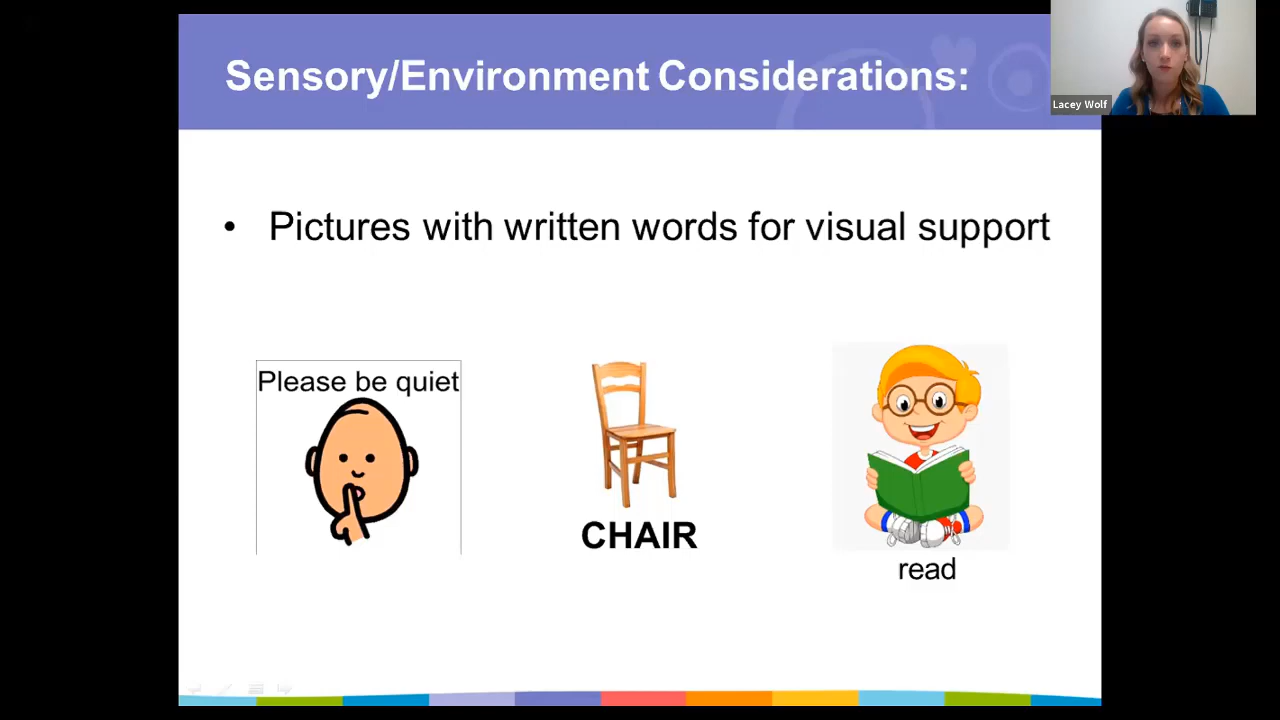 Sensory/Environment Considerations:
Lacey Wolf
• Pictures with written words for visual support
Please be quiet
CHAIR
read